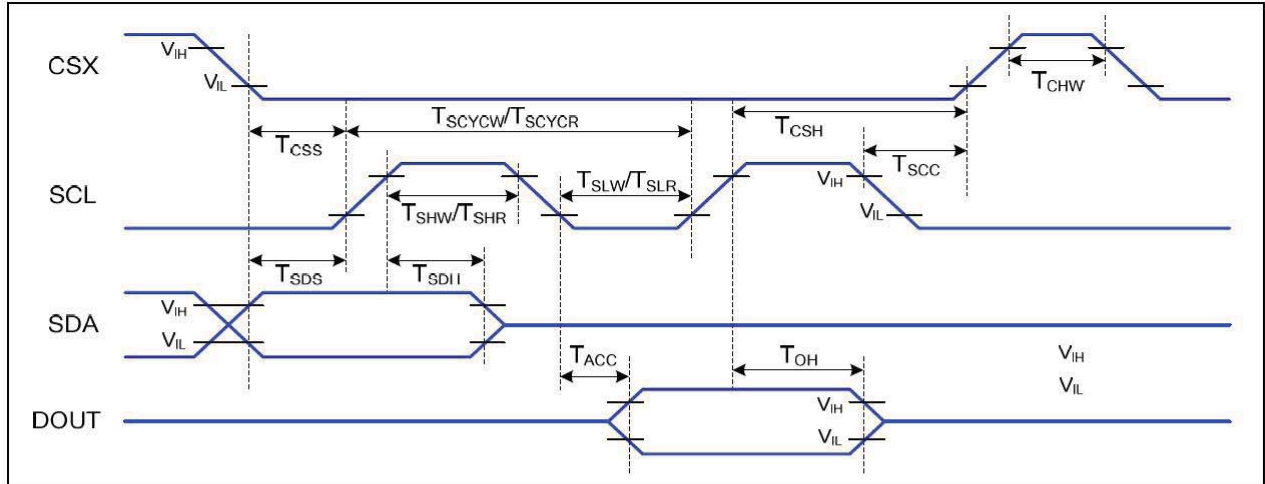 CSX
VIH
VIL
TCHW
TSCYCW/TSCYCR
TCSH
TCSS
TSCC
SCL
TSLW/TSLR
VIH
TSHW/TSHR
VIL
TSDS
TSDH
SDA
VIH
VIL
TACC
TOH
VIH
VIL
DOUT
VIH
VIL